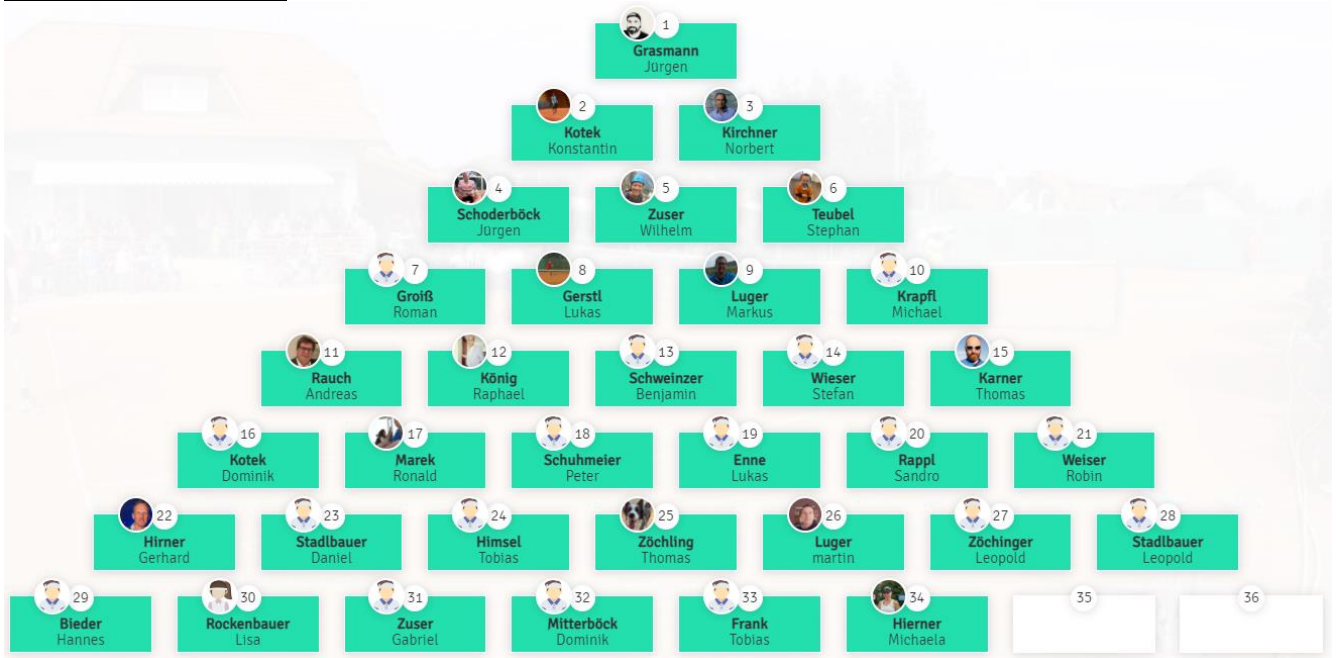 1
Grasmann
Jürgen
2
Kotek
Konstantin
3
Kirchner
Norbert
4
Schoderböck
Jürgen
5
Zuser
Wilhelm
6
Teubel
Stephan
7
Groiß
Roman
8
Gerstl
Lukas
9
Luger
Markus
10
Krapfl
Michael
11
Rauch
Andreas
12
König
Raphael
13
Schweinzer
Benjamin
14
Wieser
Stefan
15
Karner
Thomas
16
Kotek
Dominik
17
Marek
Ronald
18
Schuhmeier
Peter
19
Enne
Lukas
20
Rappl
Sandro
21
Weiser
Robin
22
Hirner
Gerhard
23
Stadlbauer
Daniel
24
Himsel
Tobias
25
Zöchling
Thomas
26
Luger
martin
27
Zöchinger
Leopold
28
Stadlbauer
Leopold
29
Bieder
Hannes
30
Rockenbauer
Lisa
31
Zuser
Gabriel
32
Mitterböck
Dominik
33
Frank
Tobias
34
Hierner
Michaela
35
36